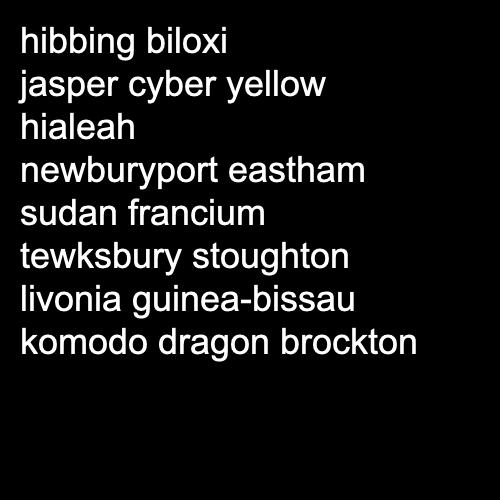 hibbing biloxi
jasper cyber yellow
hialeah
newburyport eastham
sudan francium
tewksbury stoughton
livonia guinea-bissau
komodo dragon brockton